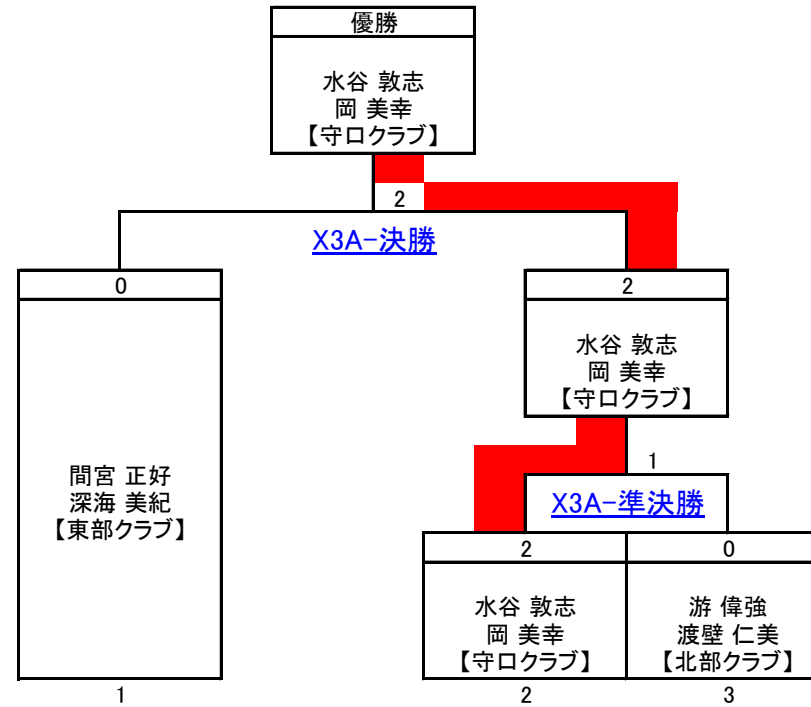 優勝
水谷 敦志
岡 美幸
【守口クラブ】
2
X3A-決勝
0
2
水谷 敦志
岡 美幸
【守口クラブ】
間宮 正好
深海 美紀
【東部クラブ】
1
X3A-準決勝
2
0
水谷 敦志
岡 美幸
【守口クラブ】
游 偉強
渡壁 仁美
【北部クラブ】
1
2
3